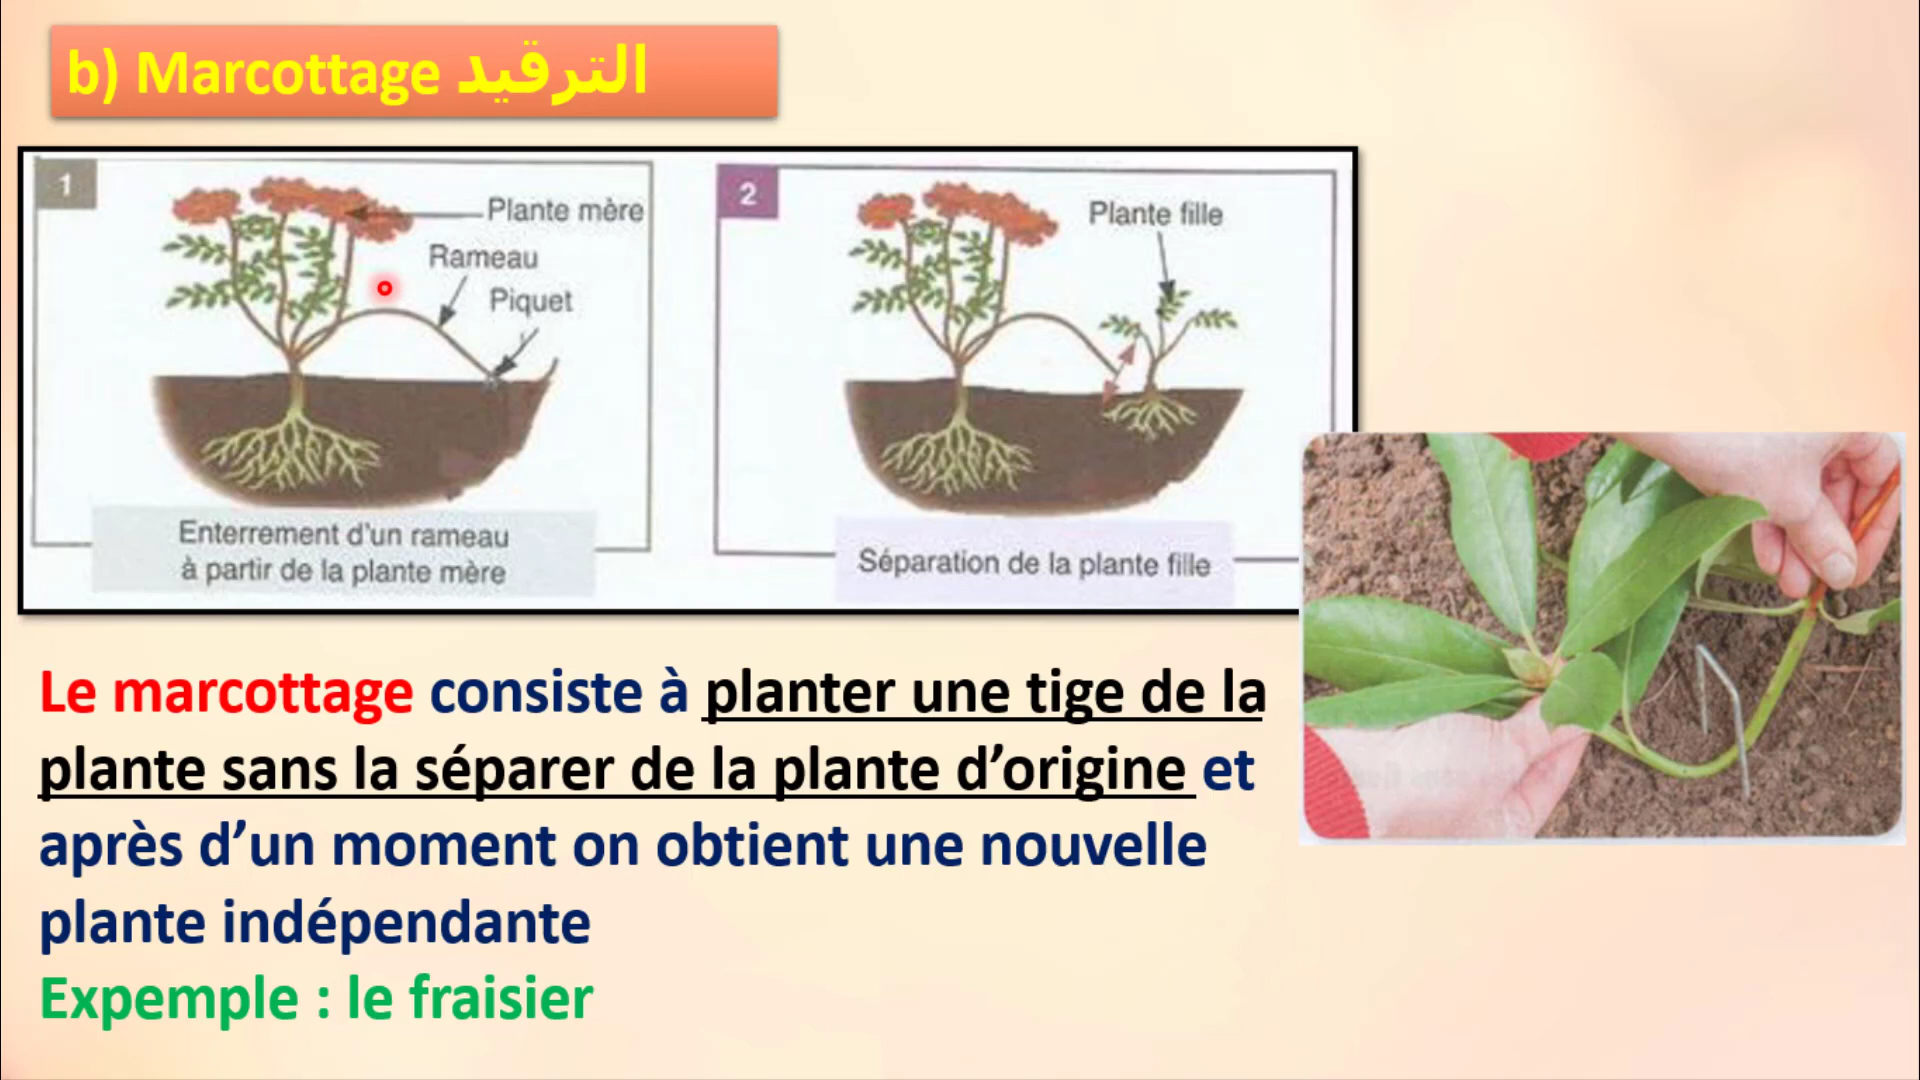 b) Marcottage الترقيد
1
Plante mère
Rameau
Piquet
Enterrement d'un rameau
à partir de la plante mère
2
Plante fille
Séparation de la plante fille
Le marcottage consiste à planter une tige de la
plante sans la séparer de la plante d’origine et
après d’un moment on obtient une nouvelle
plante indépendante
Expemple : le fraisier